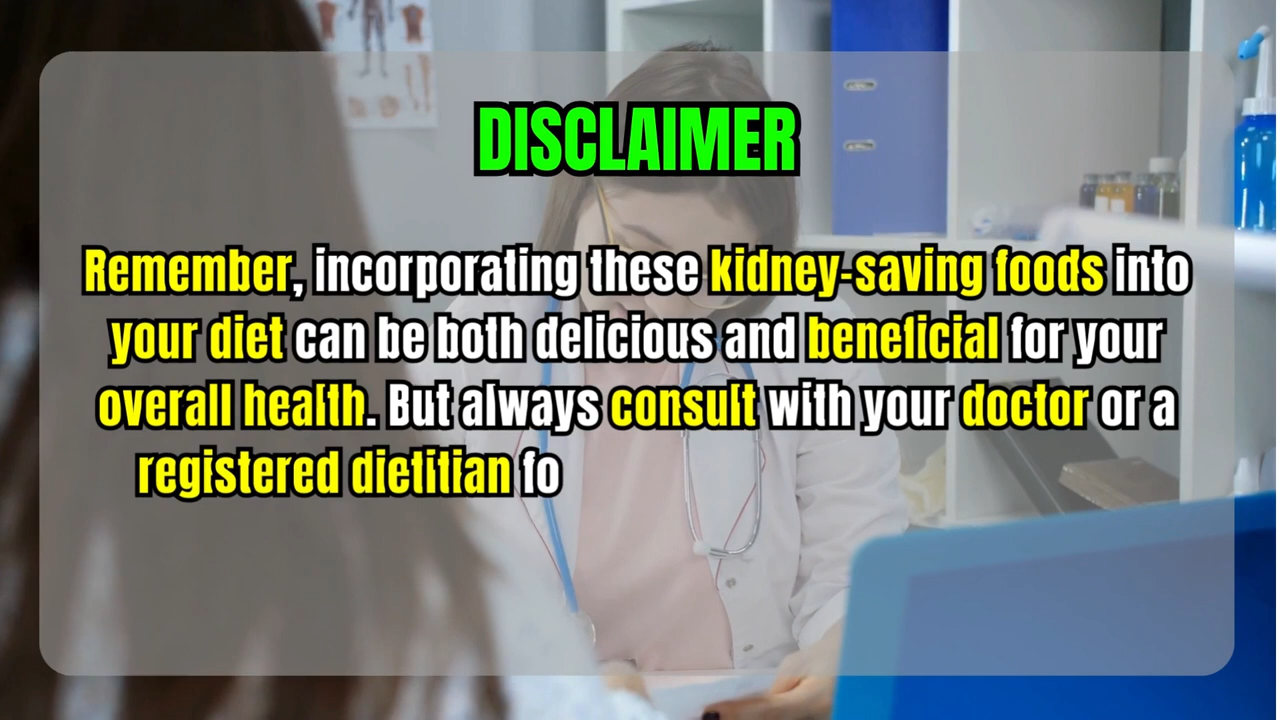 DISCLAIMER
Remember, incorporating these kidney-saving foods into
your diet can be both delicious and beneficial for your
overall health. But always consult with your doctor or a
registered dietitian fo